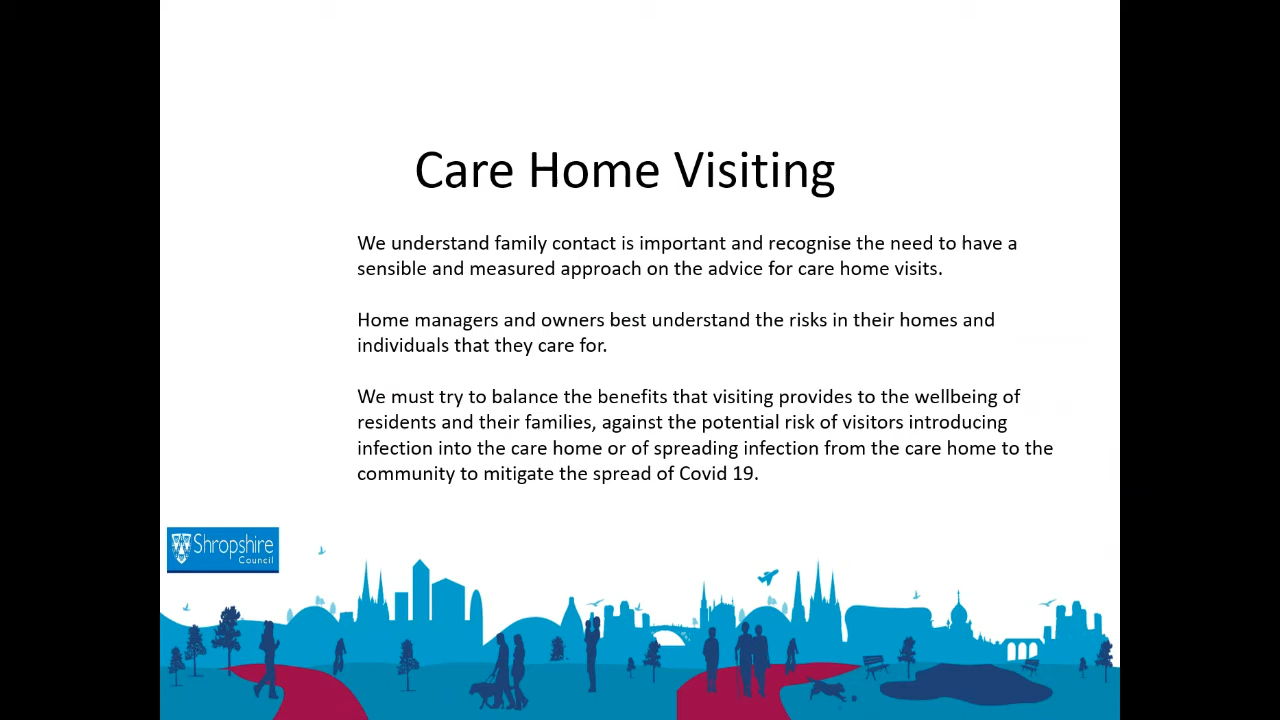 Care Home Visiting
We understand family contact is important and recognise the need to have a
sensible and measured approach on the advice for care home visits.
Home managers and owners best understand the risks in their homes and
individuals that they care for.
We must try to balance the benefits that visiting provides to the wellbeing of
residents and their families, against the potential risk of visitors introducing
infection into the care home or of spreading infection from the care home to the
community to mitigate the spread of Covid 19.
Shropshire
Council